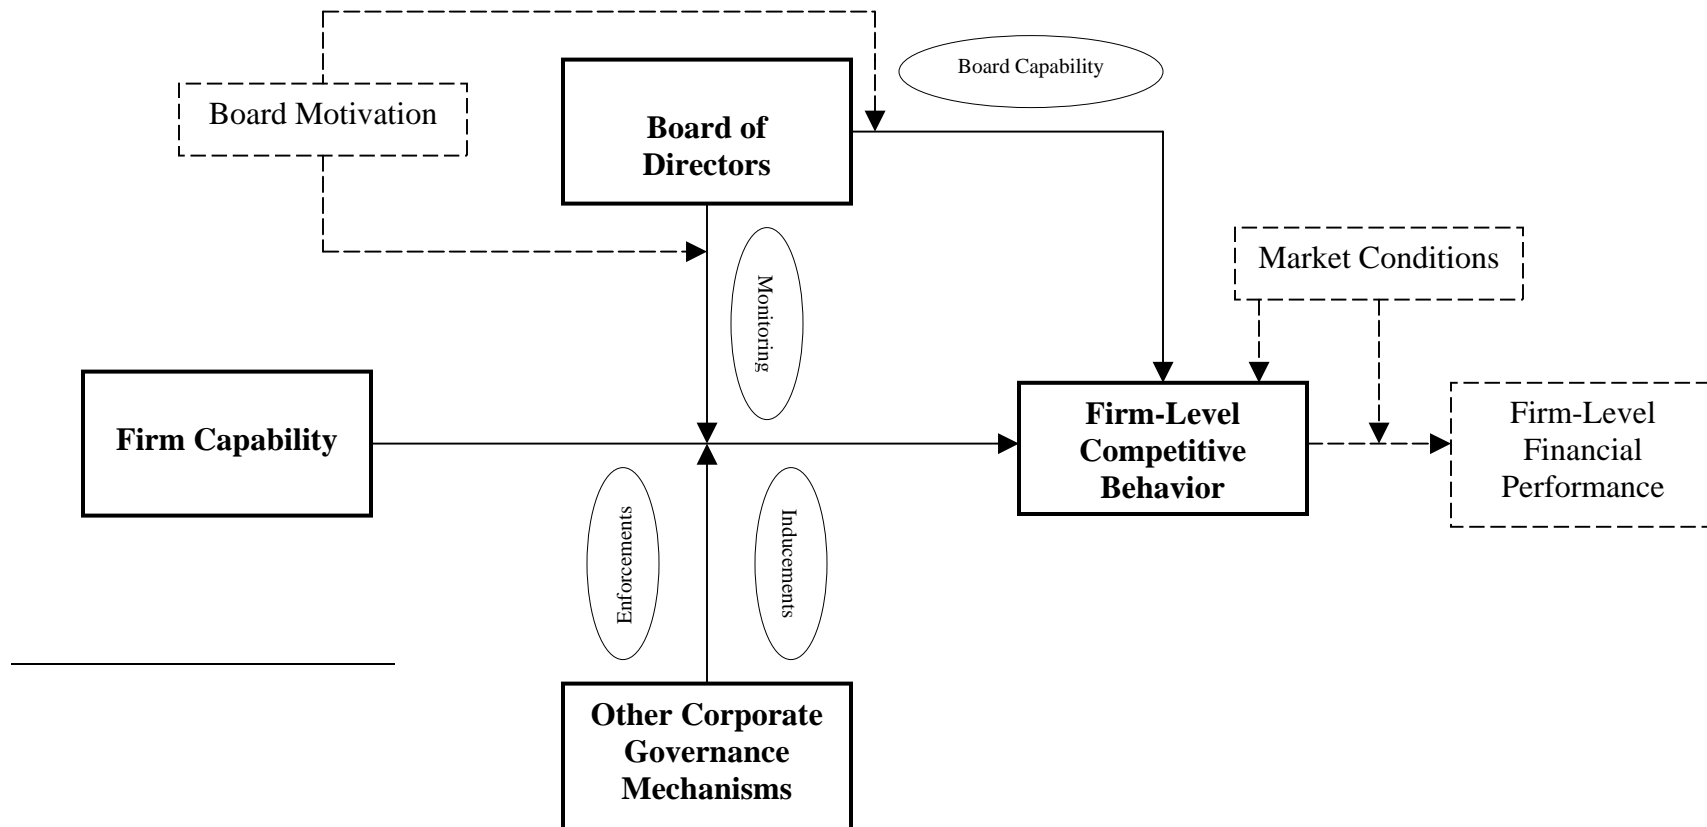 Board Capability
Board Motivation
Board of
Directors
Monitoring
Market Conditions
Firm Capability
Firm-Level
Competitive
Behavior
Firm-Level
Financial
Performance
Enforcements
Inducements
Other Corporate
Governance
Mechanisms